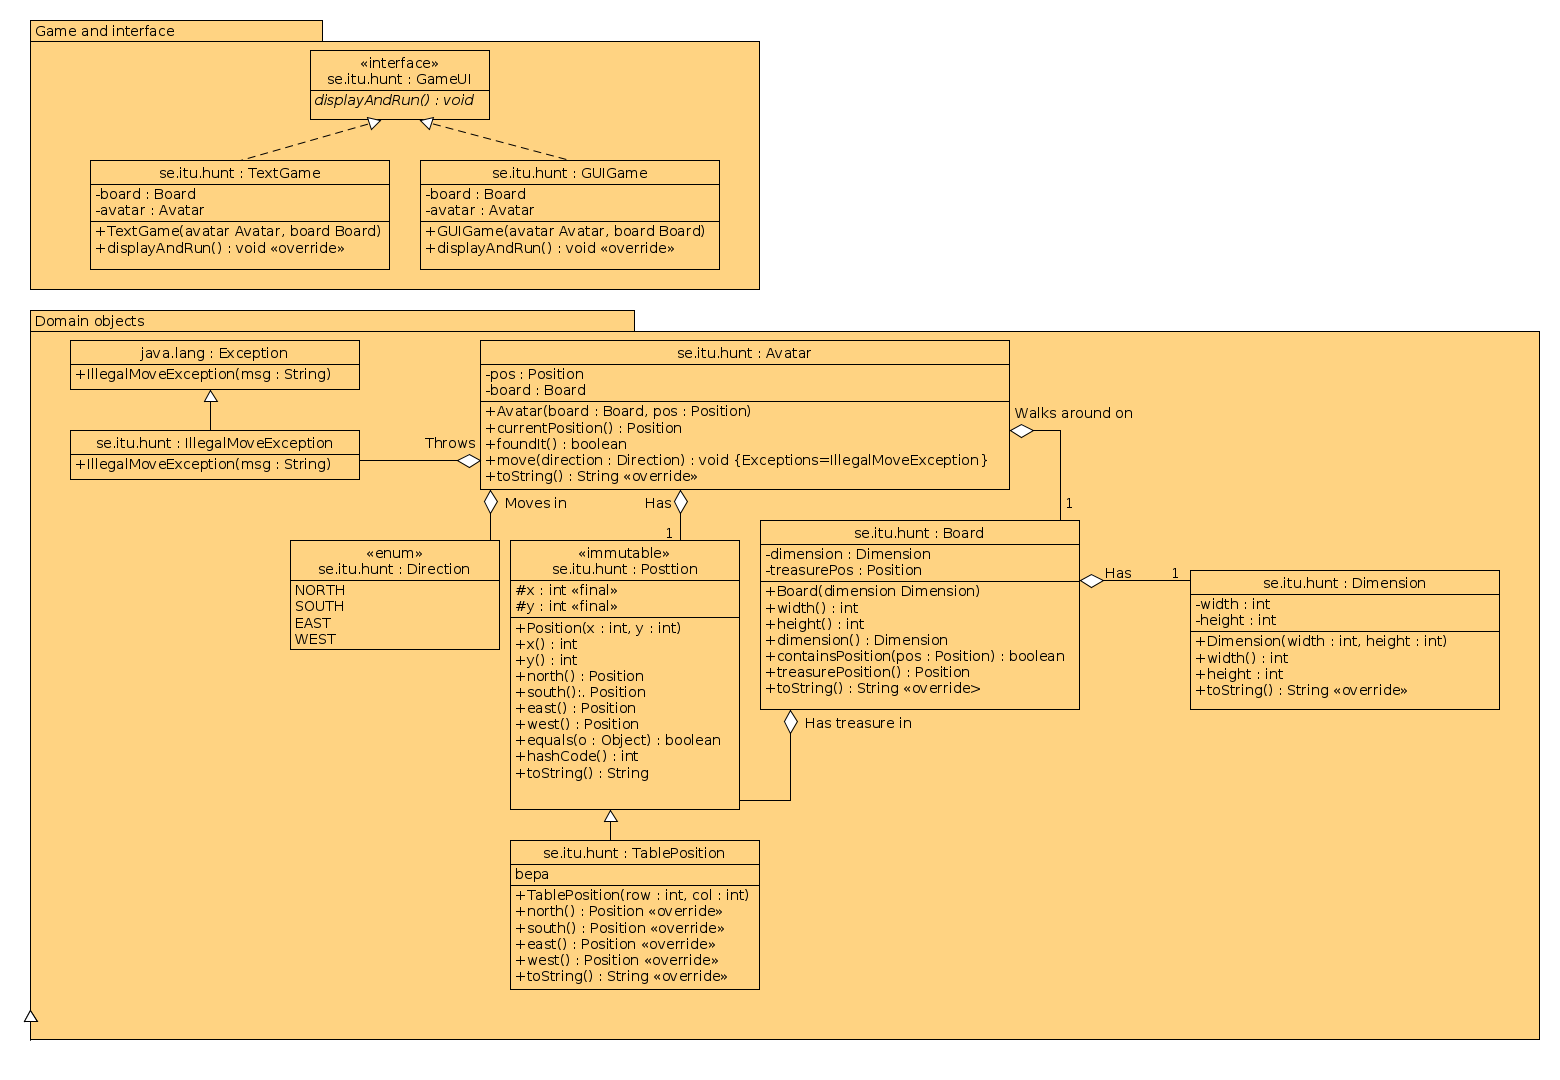 Game and interface
«interface»
se.itu.hunt : GameUI
displayAndRun() : void
se.itu.hunt : TextGame
-board : Board
-avatar : Avatar
+TextGame(avatar Avatar, board Board)
+displayAndRun() : void «override»
se.itu.hunt : GUIGame
-board : Board
-avatar : Avatar
+GUIGame(avatar Avatar, board Board)
+displayAndRun() : void «override»
Domain objects
java.lang : Exception
+IllegalMoveException(msg : String)
se.itu.hunt : IllegalMoveException
+IllegalMoveException(msg : String)
Throws
se.itu.hunt : Avatar
-pos : Position
-board : Board
+Avatar(board : Board, pos : Position)
+currentPosition() : Position
+foundIt() : boolean
+move(direction : Direction) : void {Exceptions=IllegalMoveException}
+toString() : String «override»
Walks around on
1
Moves in
Has
1
«enum»
se.itu.hunt : Direction
NORTH
SOUTH
EAST
WEST
«immutable»
se.itu.hunt : Posttion
#x : int «final»
#y : int «final»
+Position(x : int, y : int)
+x() : int
+y() : int
+north() : Position
+south():. Position
+east() : Position
+west() : Position
+equals(o : Object) : boolean
+hashCode() : int
+toString() : String
se.itu.hunt : Board
-dimension : Dimension
-treasurePos : Position
+Board(dimension Dimension)
+width() : int
+height() : int
+dimension() : Dimension
+containsPosition(pos : Position) : boolean
+treasurePosition() : Position
+toString() : String «override>
Has
1
se.itu.hunt : Dimension
-width : int
-height : int
+Dimension(width : int, height : int)
+width() : int
+height : int
+toString() : String «override»
Has treasure in
se.itu.hunt : TablePosition
bepa
+TablePosition(row : int, col : int)
+north() : Position «override»
+south() : Position «override»
+east() : Position «override»
+west() : Position «override»
+toString() : String «override»